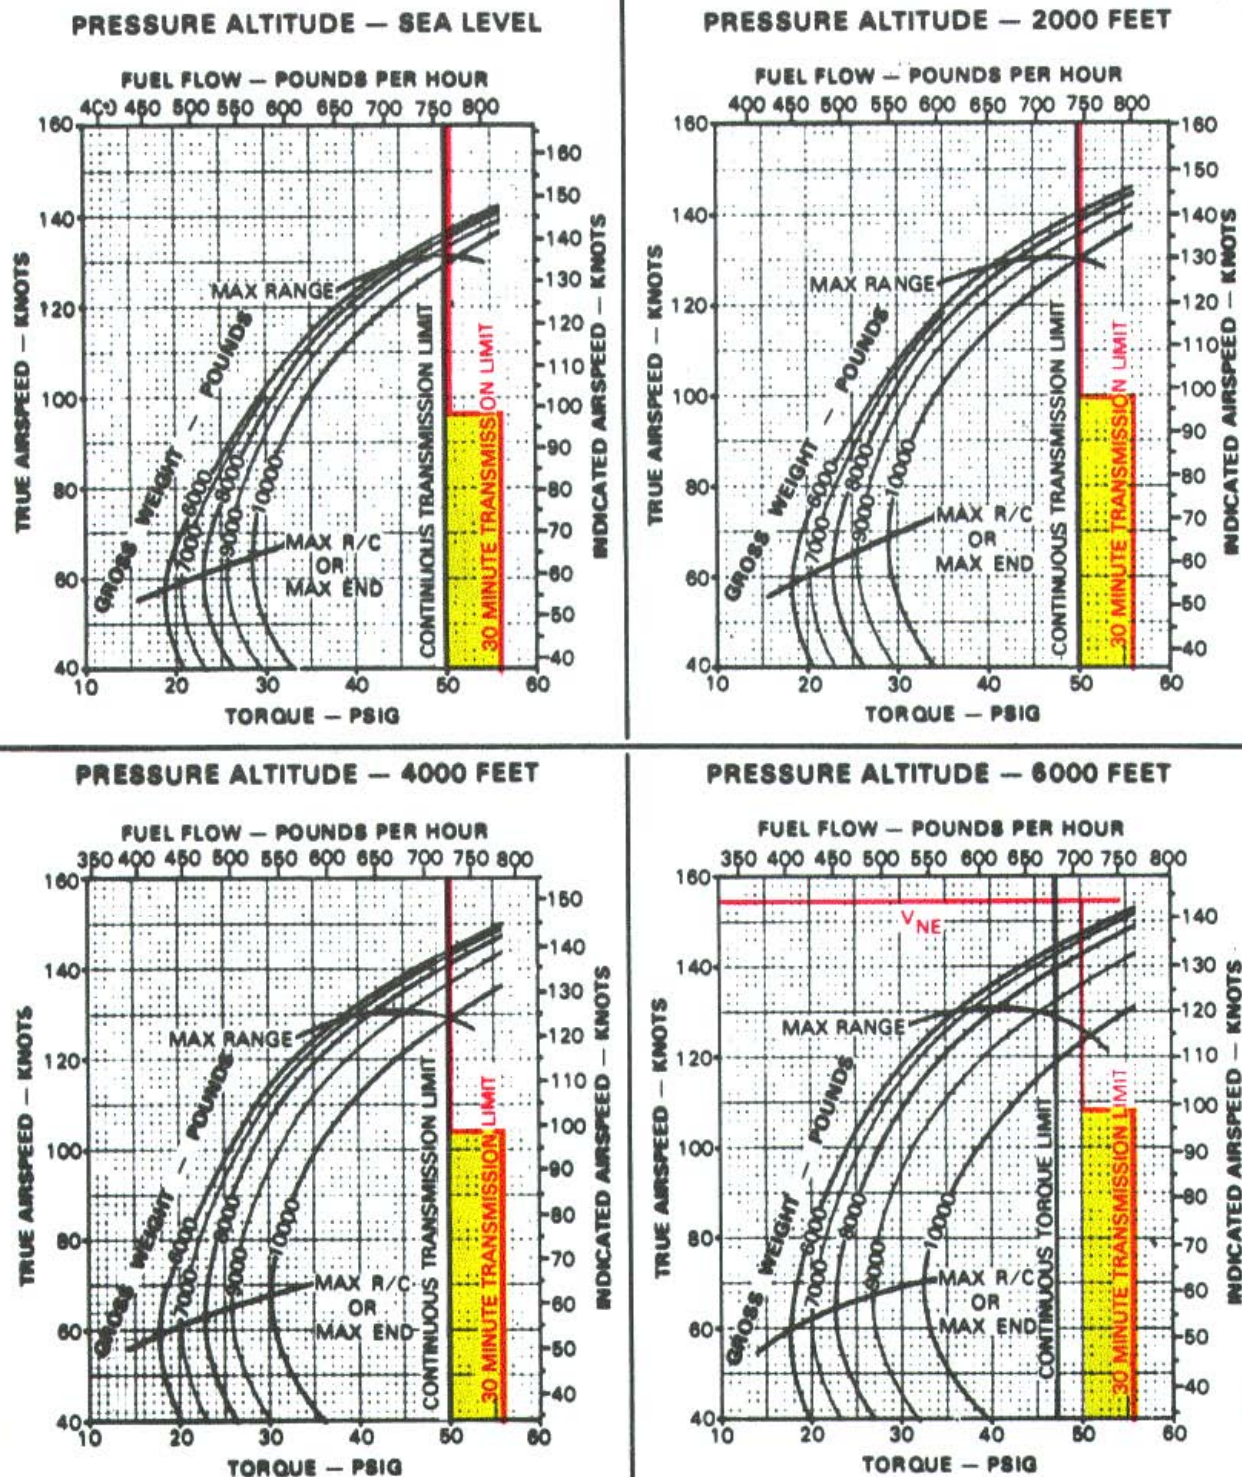 PRESSURE ALTITUDE — SEA LEVEL
FUEL FLOW — POUNDS PER HOUR
400 450 500 550 600 650 700 750 800
160
140
120
100
80
60
40
TRUE AIRSPEED — KNOTS
160
150
140
130
120
110
100
90
80
70
60
50
40
INDICATED AIRSPEED — KNOTS
MAX RANGE
GROSS WEIGHT — POUNDS
6000
7000
8000
9000
10000
MAX R/C
OR
MAX END
CONTINUOUS TRANSMISSION LIMIT
30 MINUTE TRANSMISSION LIMIT
10 20 30 40 50 60
TORQUE — PSIG
PRESSURE ALTITUDE — 2000 FEET
FUEL FLOW — POUNDS PER HOUR
400 450 500 550 600 650 700 750 800
160
140
120
100
80
60
40
TRUE AIRSPEED — KNOTS
160
150
140
130
120
110
100
90
80
70
60
50
40
INDICATED AIRSPEED — KNOTS
MAX RANGE
GROSS WEIGHT — POUNDS
6000
7000
8000
9000
10000
MAX R/C
OR
MAX END
CONTINUOUS TRANSMISSION LIMIT
30 MINUTE TRANSMISSION LIMIT
10 20 30 40 50 60
TORQUE — PSIG
PRESSURE ALTITUDE — 4000 FEET
FUEL FLOW — POUNDS PER HOUR
350 400 450 500 550 600 650 700 750 800
160
140
120
100
80
60
40
TRUE AIRSPEED — KNOTS
150
140
130
120
110
100
90
80
70
60
50
40
INDICATED AIRSPEED — KNOTS
MAX RANGE
GROSS WEIGHT — POUNDS
6000
7000
8000
9000
10000
MAX R/C
OR
MAX END
CONTINUOUS TRANSMISSION LIMIT
30 MINUTE TRANSMISSION LIMIT
10 20 30 40 50 60
TORQUE — PSIG
PRESSURE ALTITUDE — 6000 FEET
FUEL FLOW — POUNDS PER HOUR
350 400 450 500 550 600 650 700 750 800
160
140
120
100
80
60
40
TRUE AIRSPEED — KNOTS
140
130
120
110
100
90
80
70
60
50
40
INDICATED AIRSPEED — KNOTS
VNE
MAX RANGE
GROSS WEIGHT — POUNDS
6000
7000
8000
9000
10000
MAX R/C
OR
MAX END
CONTINUOUS TORQUE LIMIT
30 MINUTE TRANSMISSION LIMIT
10 20 30 40 50 60
TORQUE — PSIG